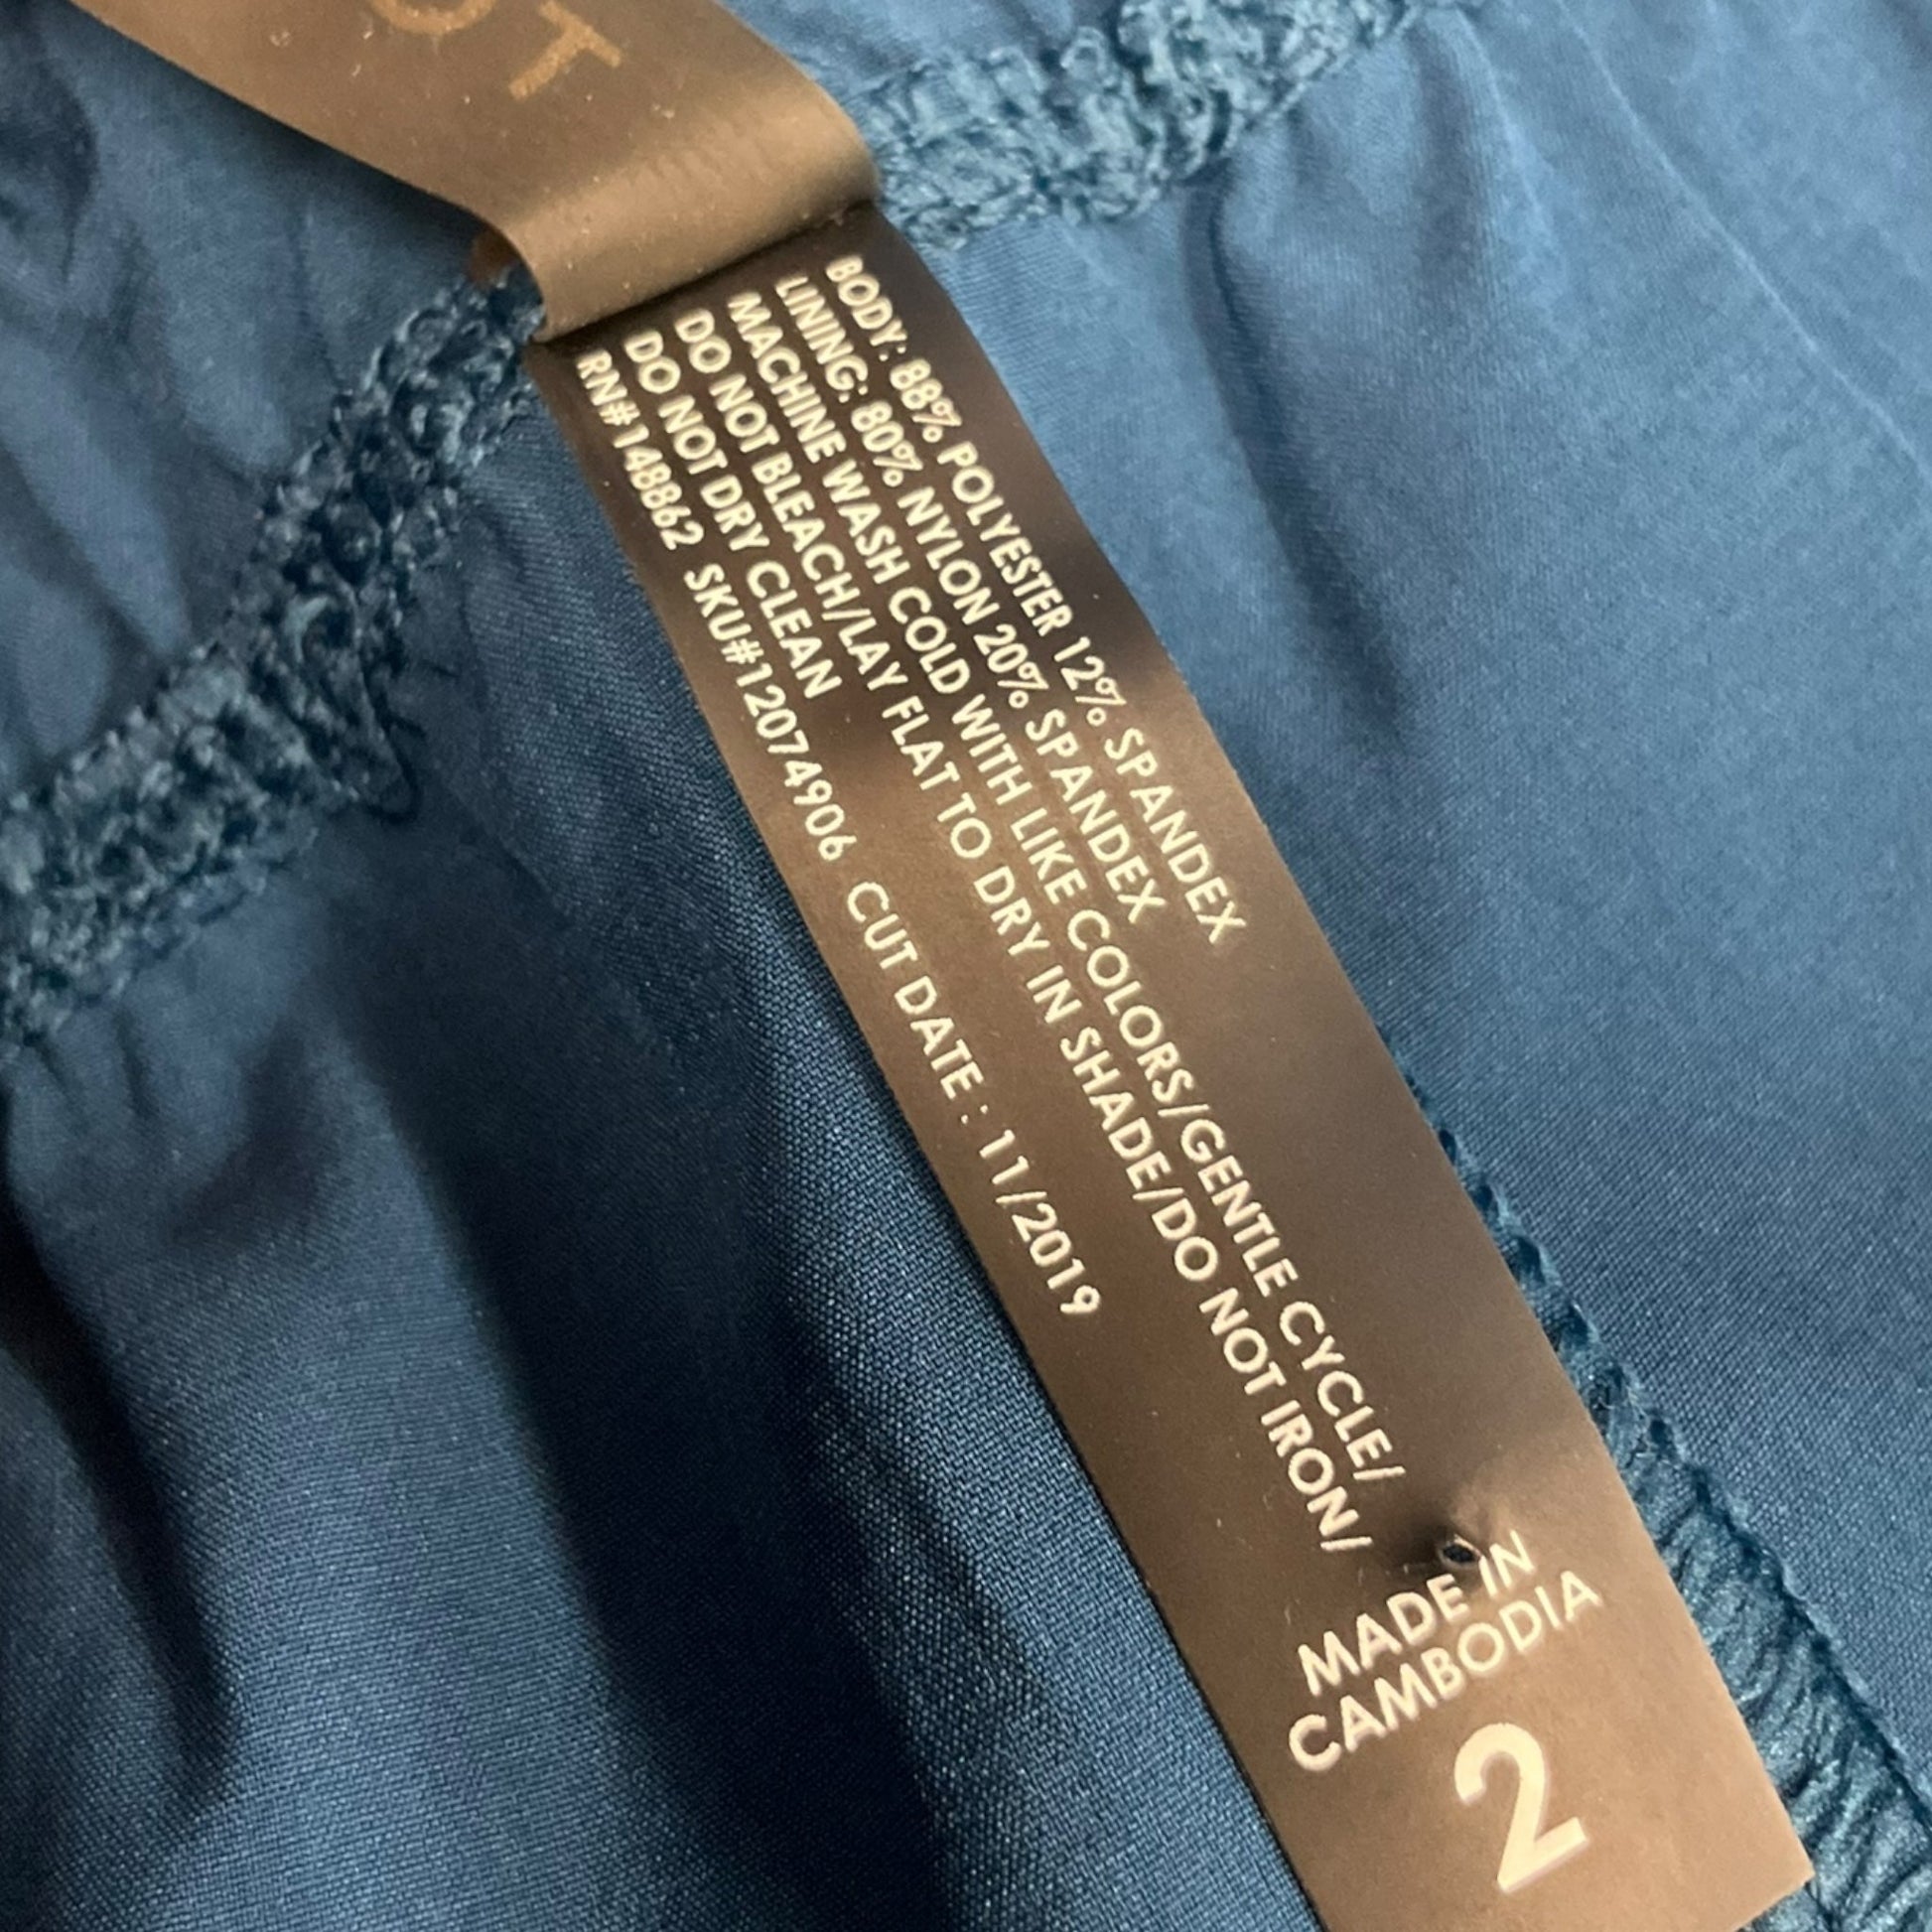 OT
BODY: 88% POLYESTER 12% SPANDEX
LINING: 80% NYLON 20% SPANDEX
MACHINE WASH COLD WITH LIKE COLORS/GENTLE CYCLE/
DO NOT BLEACH/LAY FLAT TO DRY IN SHADE/DO NOT IRON/
DO NOT DRY CLEAN
RN#148862 SKU#12074906 CUT DATE : 11/2019
MADE IN
CAMBODIA
2